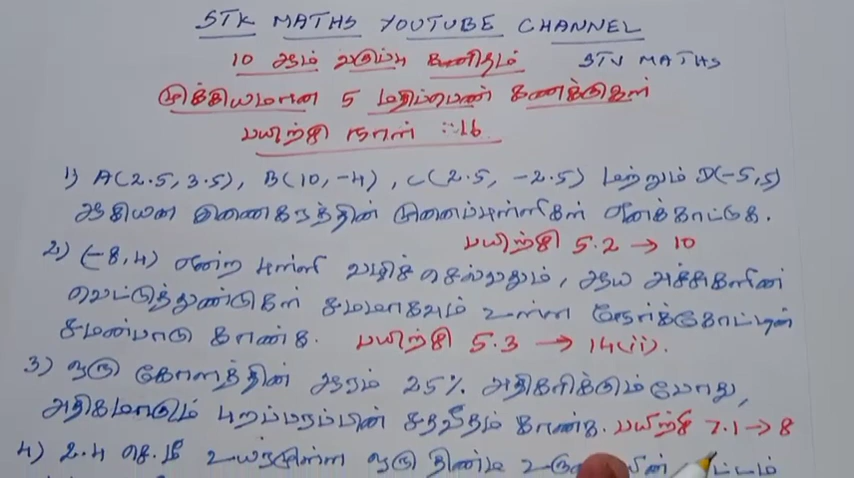 STK MATHS YOUTUBE CHANNEL
10 ஆம் வகுப்பு கணிதம் STV MATHS
முக்கியமான 5 மதிப்பெண் கணக்குகள்
பயிற்சி நாள் :: 16
1) A(2.5, 3.5), B(10, -4), C(2.5, -2.5) மற்றும் D(-5, 5)
ஆகியன இணைகரத்தின் முனைப்புள்ளிகள் எனக்காட்டுக.
பயிற்சி 5.2 → 10
2) (-8, 4) என்ற புள்ளி வழிச் செல்வதும், ஆய அச்சுகளின்
வெட்டுத்துண்டுகள் சமமாகவும் உள்ள நேர்க்கோட்டின்
சமன்பாடு காண்க. பயிற்சி 5.3 → 14(ii).
3) ஒரு கோளத்தின் ஆரம் 25% அதிகரிக்கும்போது,
அதிகமாகும் புறப்பரப்பின் சதவீதம் காண்க. பயிற்சி 7.1 → 8
4) 2.4 செ.மீ உயரமுள்ள ஒரு திண்ம